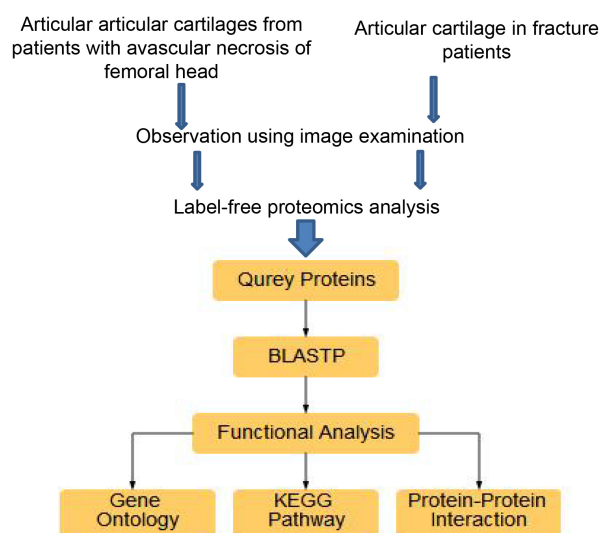 Articular articular cartilages from
patients with avascular necrosis of
femoral head
Articular cartilage in fracture
patients
Observation using image examination
Label-free proteomics analysis
Qurey Proteins
BLASTP
Functional Analysis
Gene
Ontology
KEGG
Pathway
Protein-Protein
Interaction